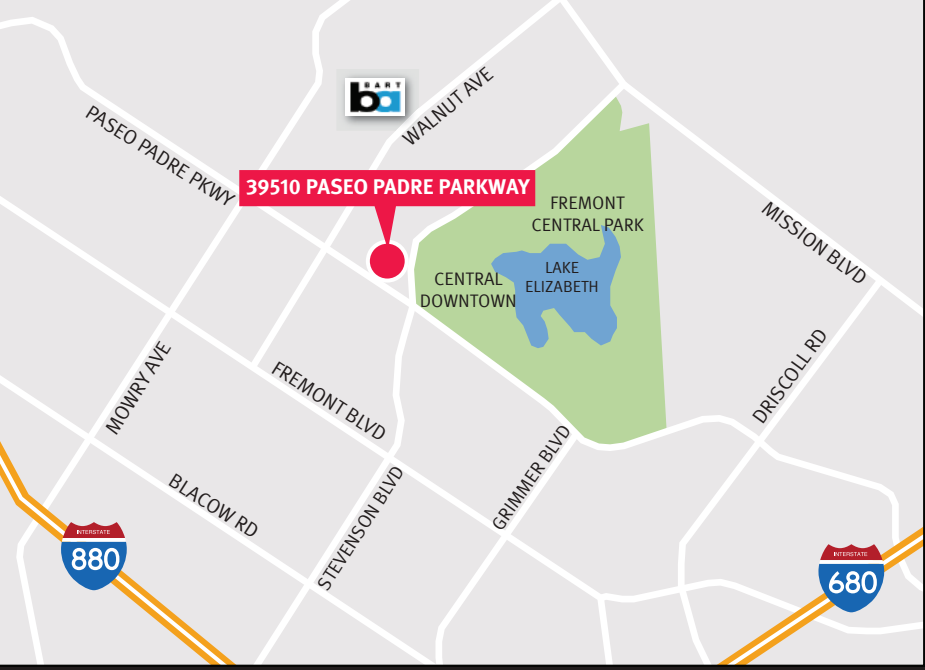 BART
ba
WALNUT AVE
PASEO PADRE PKWY
39510 PASEO PADRE PARKWAY
FREMONT
CENTRAL PARK
MISSION BLVD
LAKE
ELIZABETH
CENTRAL
DOWNTOWN
DRISCOLL RD
MOWRY AVE
FREMONT BLVD
GRIMMER BLVD
BLACOW RD
STEVENSON BLVD
INTERSTATE
880
INTERSTATE
680